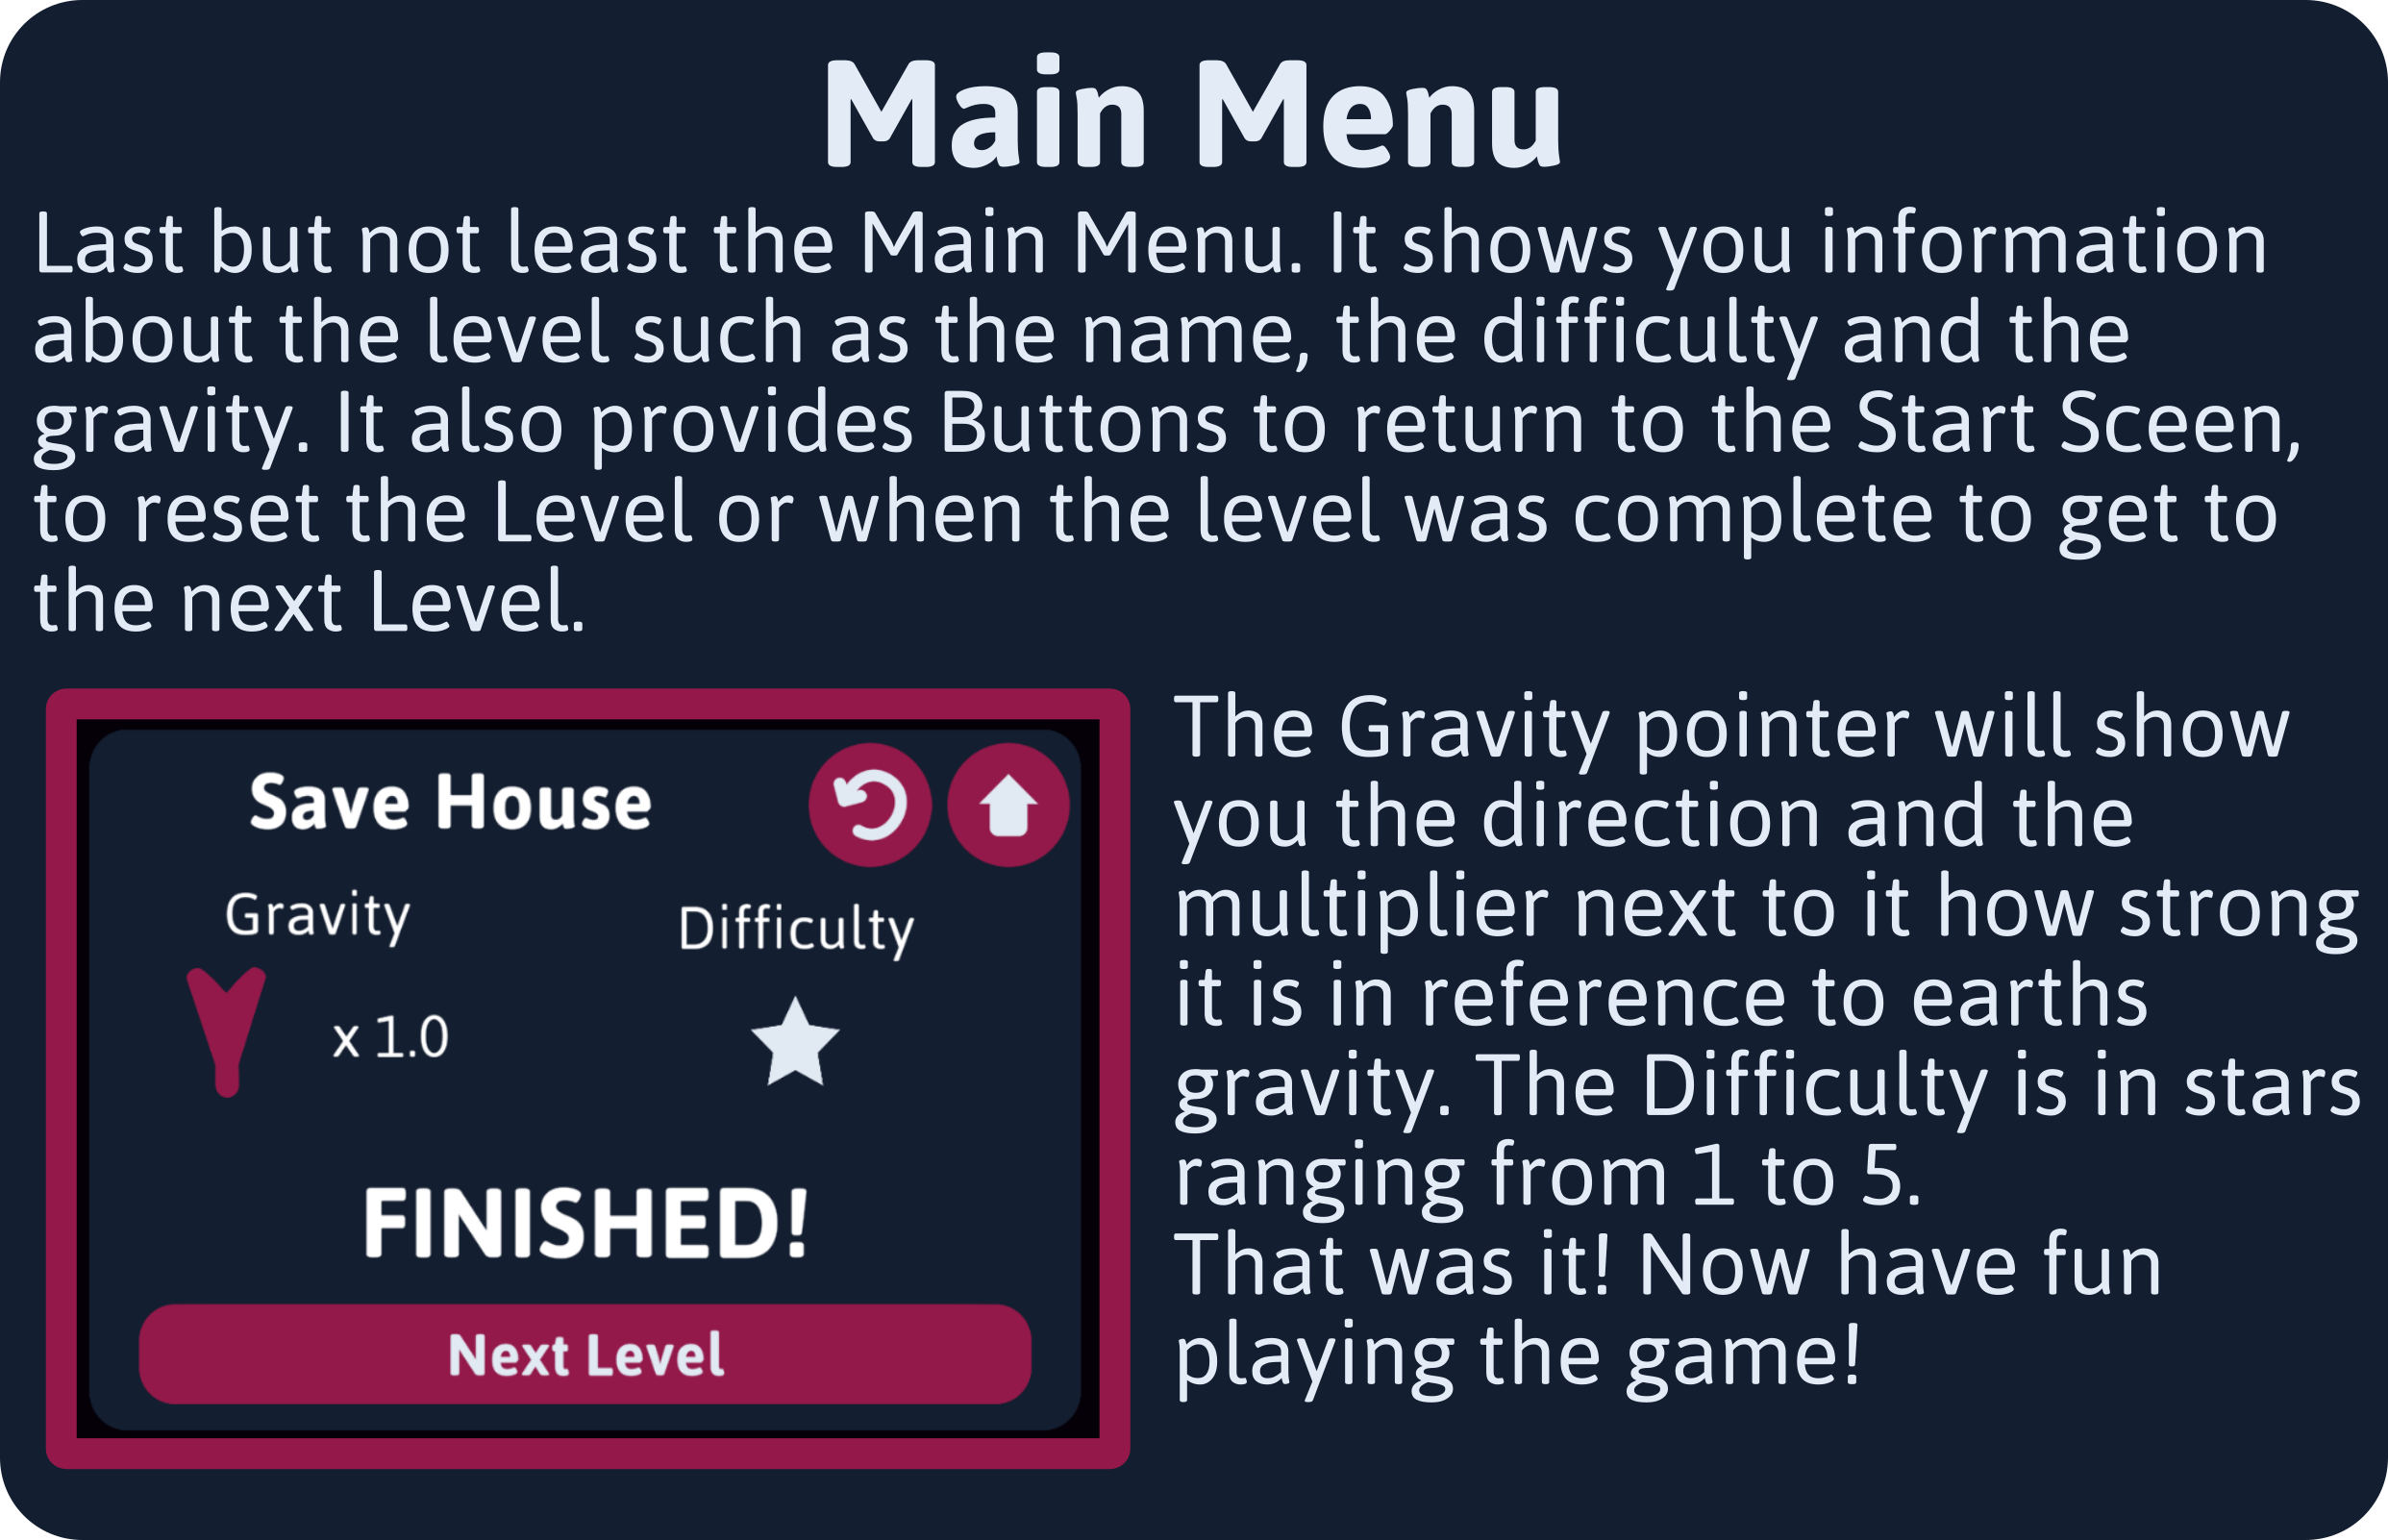 Main Menu
Last but not least the Main Menu. It shows you information
about the level such as the name, the difficulty and the
gravity. It also provides Buttons to return to the Start Sceen,
to reset the Level or when the level was complete to get to
the next Level.
Save House
Gravity
Difficulty
x 1.0
FINISHED!
Next Level
The Gravity pointer will show
you the direction and the
multiplier next to it how strong
it is in reference to earths
gravity. The Difficulty is in stars
ranging from 1 to 5.
That was it! Now have fun
playing the game!